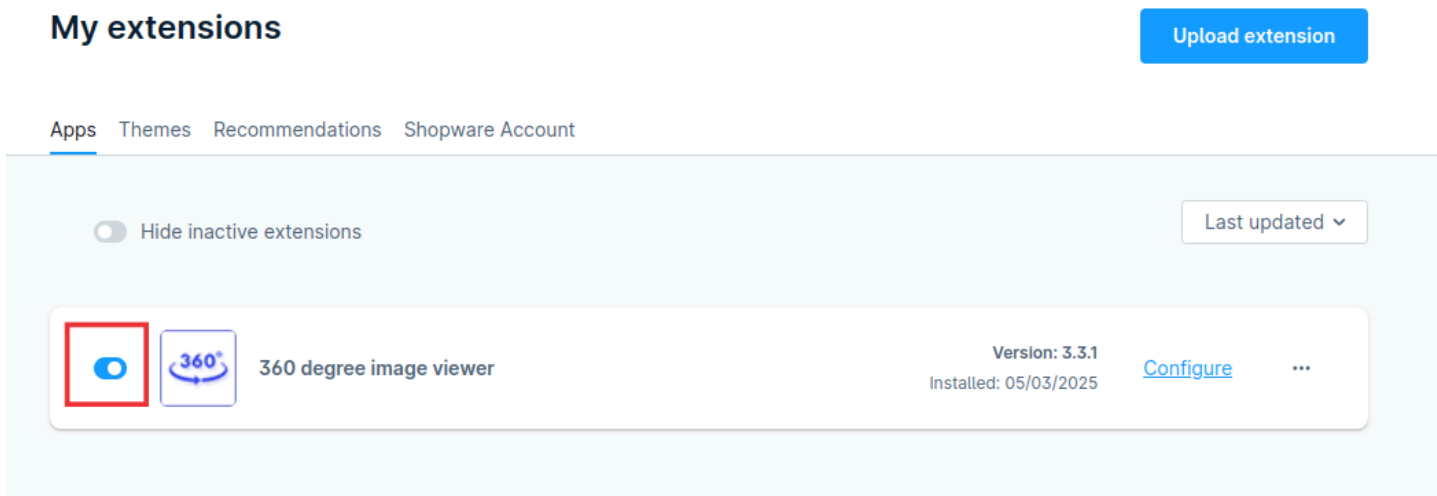 My extensions
Upload extension
Apps Themes Recommendations Shopware Account
Hide inactive extensions
Last updated
360°
360 degree image viewer
Version: 3.3.1
Installed: 05/03/2025
Configure